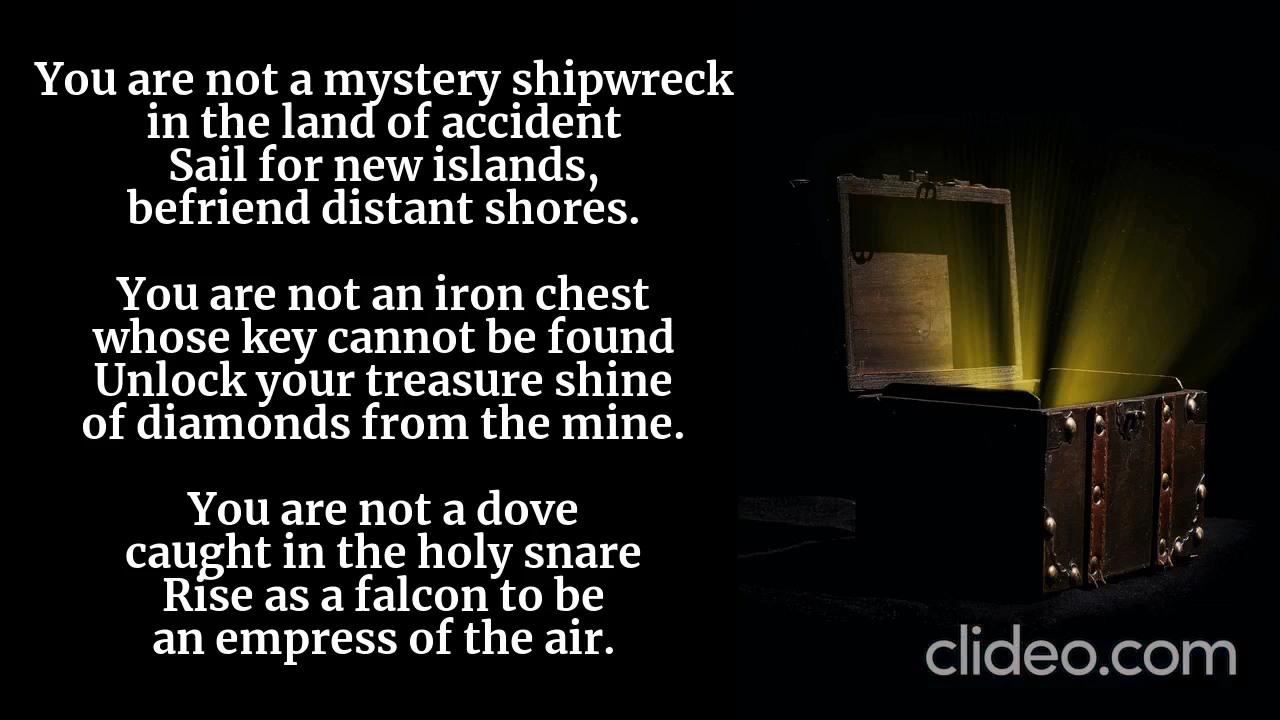 You are not a mystery shipwreck
in the land of accident
Sail for new islands,
befriend distant shores.
You are not an iron chest
whose key cannot be found
Unlock your treasure shine
of diamonds from the mine.
You are not a dove
caught in the holy snare
Rise as a falcon to be
an empress of the air.
clideo.com